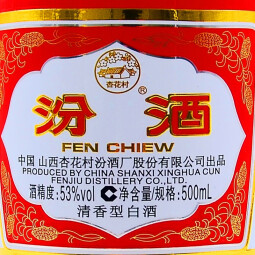 杏花村
汾酒®
FEN CHIEW
中国 山西杏花村汾酒厂股份有限公司出品
PRODUCED BY CHINA SHANXI XINGHUA CUN
FENJIU DISTILLERY CO., LTD.
酒精度:53%vol C净含量/规格:500mL
清香型白酒